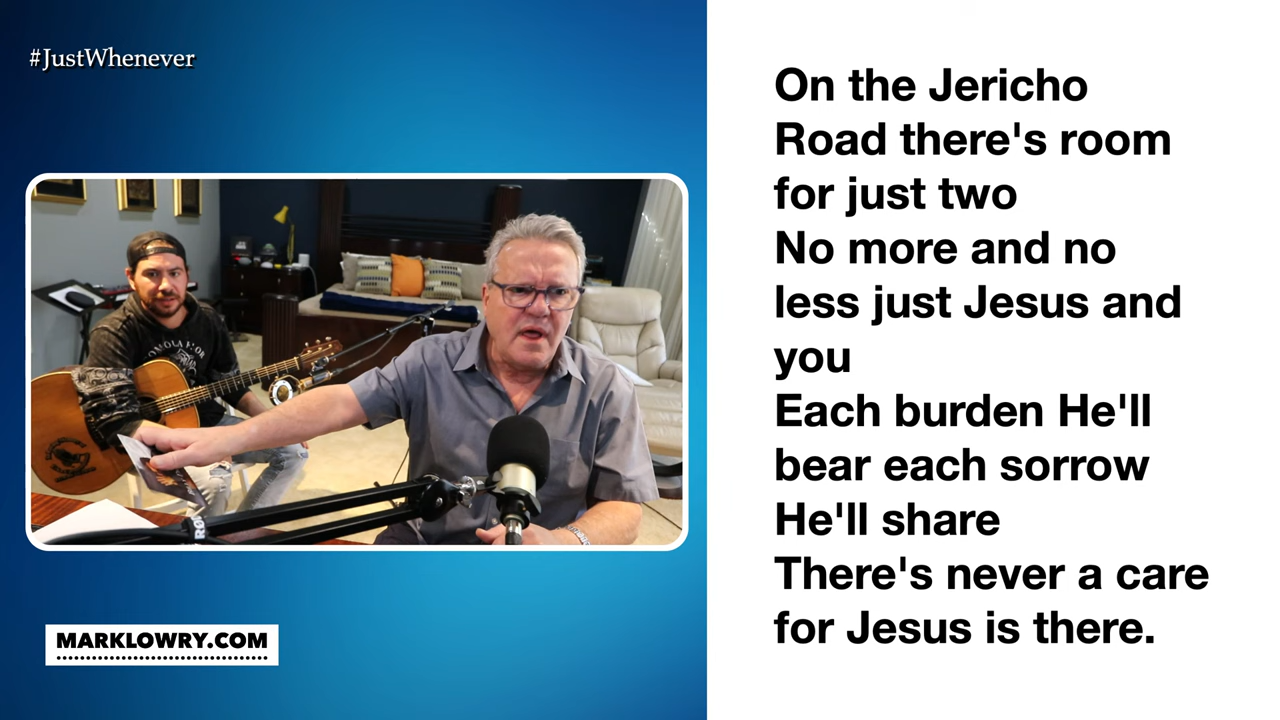 #JustWhenever
MARKLOWRY.COM
On the Jericho
Road there's room
for just two
No more and no
less just Jesus and
you
Each burden He'll
bear each sorrow
He'll share
There's never a care
for Jesus is there.